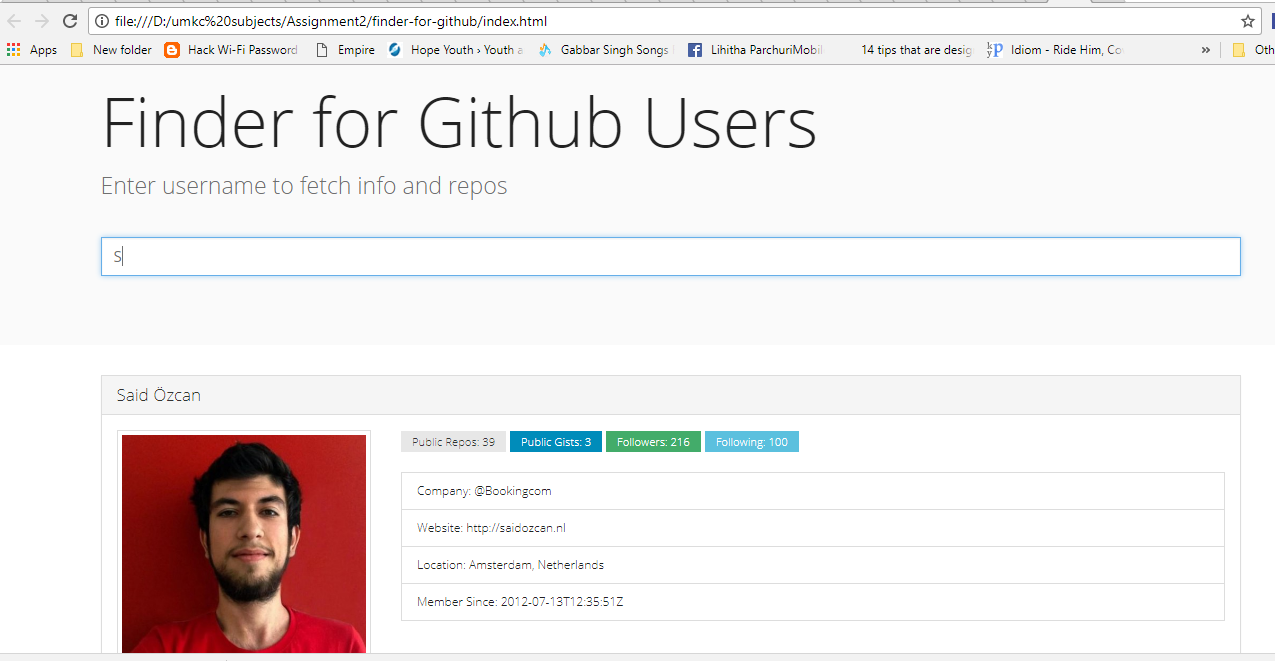 file:///D:/umkc%20subjects/Assignment2/finder-for-github/index.html
Apps New folder Hack Wi-Fi Password Empire Hope Youth › Youth a Gabbar Singh Songs Lihitha ParchuriMobil 14 tips that are desig Idiom - Ride Him, Co » Oth
Finder for Github Users
Enter username to fetch info and repos
S
Said Özcan
Public Repos: 39 Public Gists: 3 Followers: 216 Following: 100
Company: @Bookingcom
Website: http://saidozcan.nl
Location: Amsterdam, Netherlands
Member Since: 2012-07-13T12:35:51Z